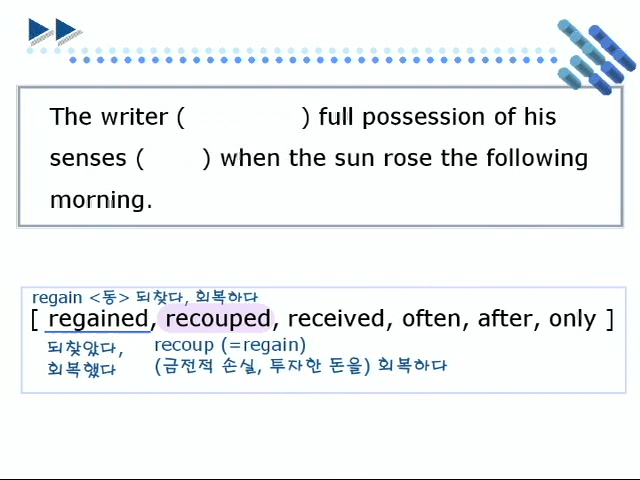 The writer (          ) full possession of his
senses (     ) when the sun rose the following
morning.
regain <동> 되찾다, 회복하다
[ regained, recouped, received, often, after, only ]
되찾았다, recoup (=regain)
회복했다 (금전적 손실, 투자한 돈을) 회복하다